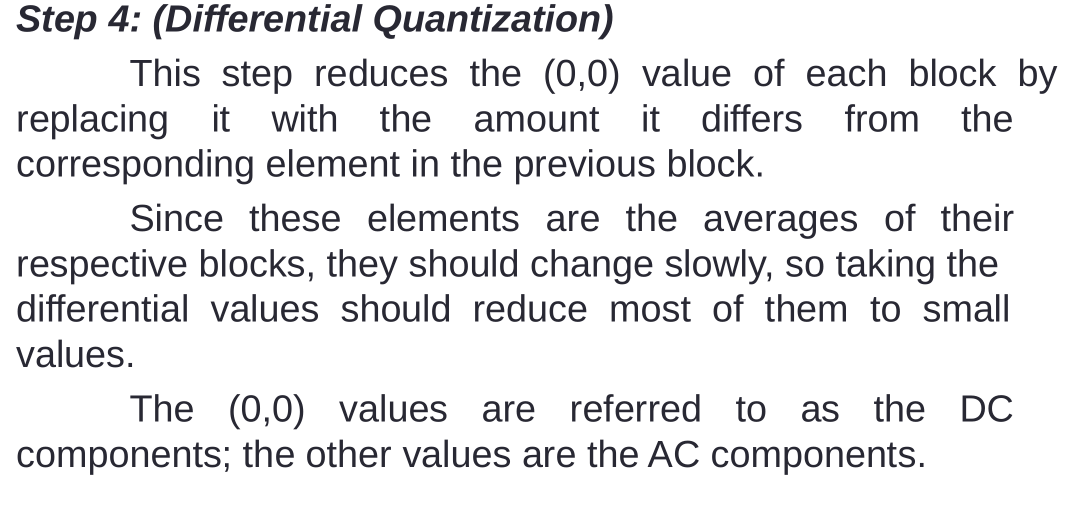 Step 4: (Differential Quantization)
This step reduces the (0,0) value of each block by
replacing it with the amount it differs from the
corresponding element in the previous block.
Since these elements are the averages of their
respective blocks, they should change slowly, so taking the
differential values should reduce most of them to small
values.
The (0,0) values are referred to as the DC
components; the other values are the AC components.